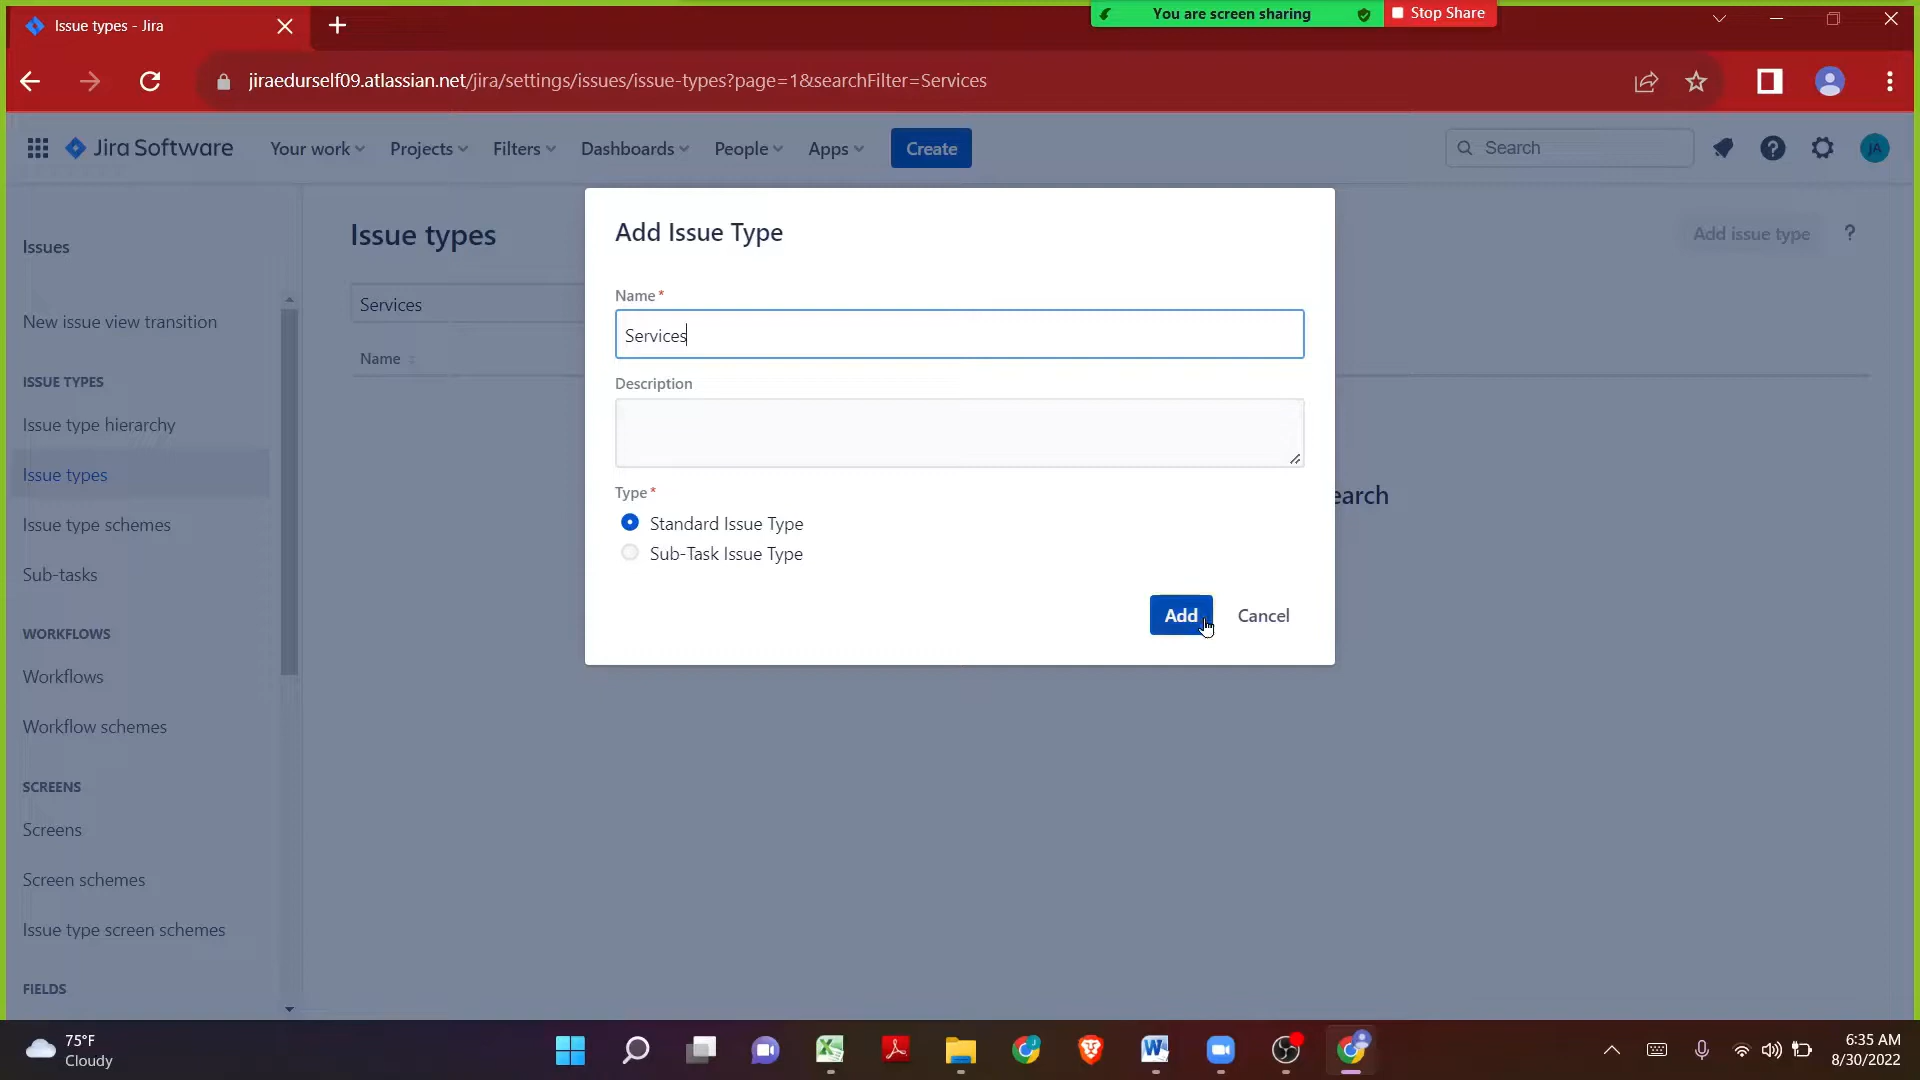 Issue types - Jira
You are screen sharing
Stop Share
jiraedurself09.atlassian.net/jira/settings/issues/issue-types?page=1&searchFilter=Services
Jira Software
Your work
Projects
Filters
Dashboards
People
Apps
Create
Search
JA
Issues
New issue view transition
ISSUE TYPES
Issue type hierarchy
Issue types
Issue type schemes
Sub-tasks
WORKFLOWS
Workflows
Workflow schemes
SCREENS
Screens
Screen schemes
Issue type screen schemes
FIELDS
Issue types
Add issue type
?
Services
Name
earch
Add Issue Type
Name*
Services
Description
Type*
Standard Issue Type
Sub-Task Issue Type
Add
Cancel
75°F
Cloudy
6:35 AM
8/30/2022